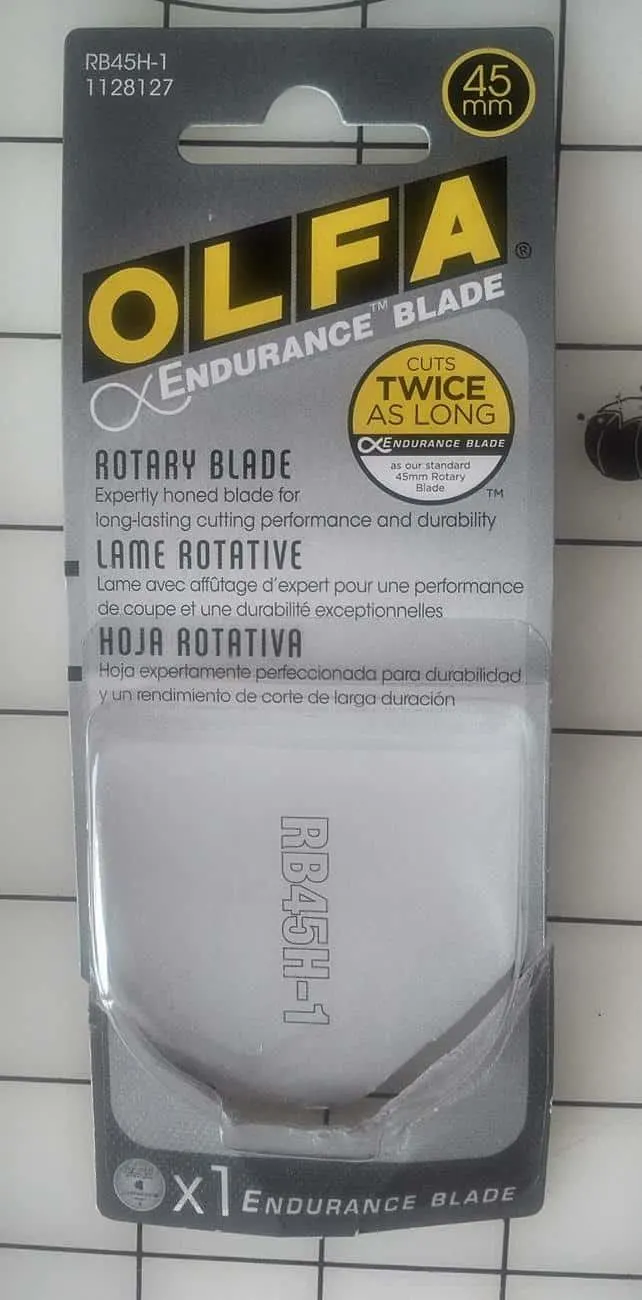 RB45H-1
1128127
45
mm
OLFA®
ENDURANCE™ BLADE
CUTS
TWICE
AS LONG
ENDURANCE BLADE
as our standard
45mm Rotary
Blade
TM
ROTARY BLADE
Expertly honed blade for
long-lasting cutting performance and durability
LAME ROTATIVE
Lame avec affûtage d'expert pour une performance
de coupe et une durabilité exceptionnelles
HOJA ROTATIVA
Hoja expertamente perfeccionada para durabilidad
y un rendimiento de corte de larga duración
RB45H-1
x1 ENDURANCE BLADE